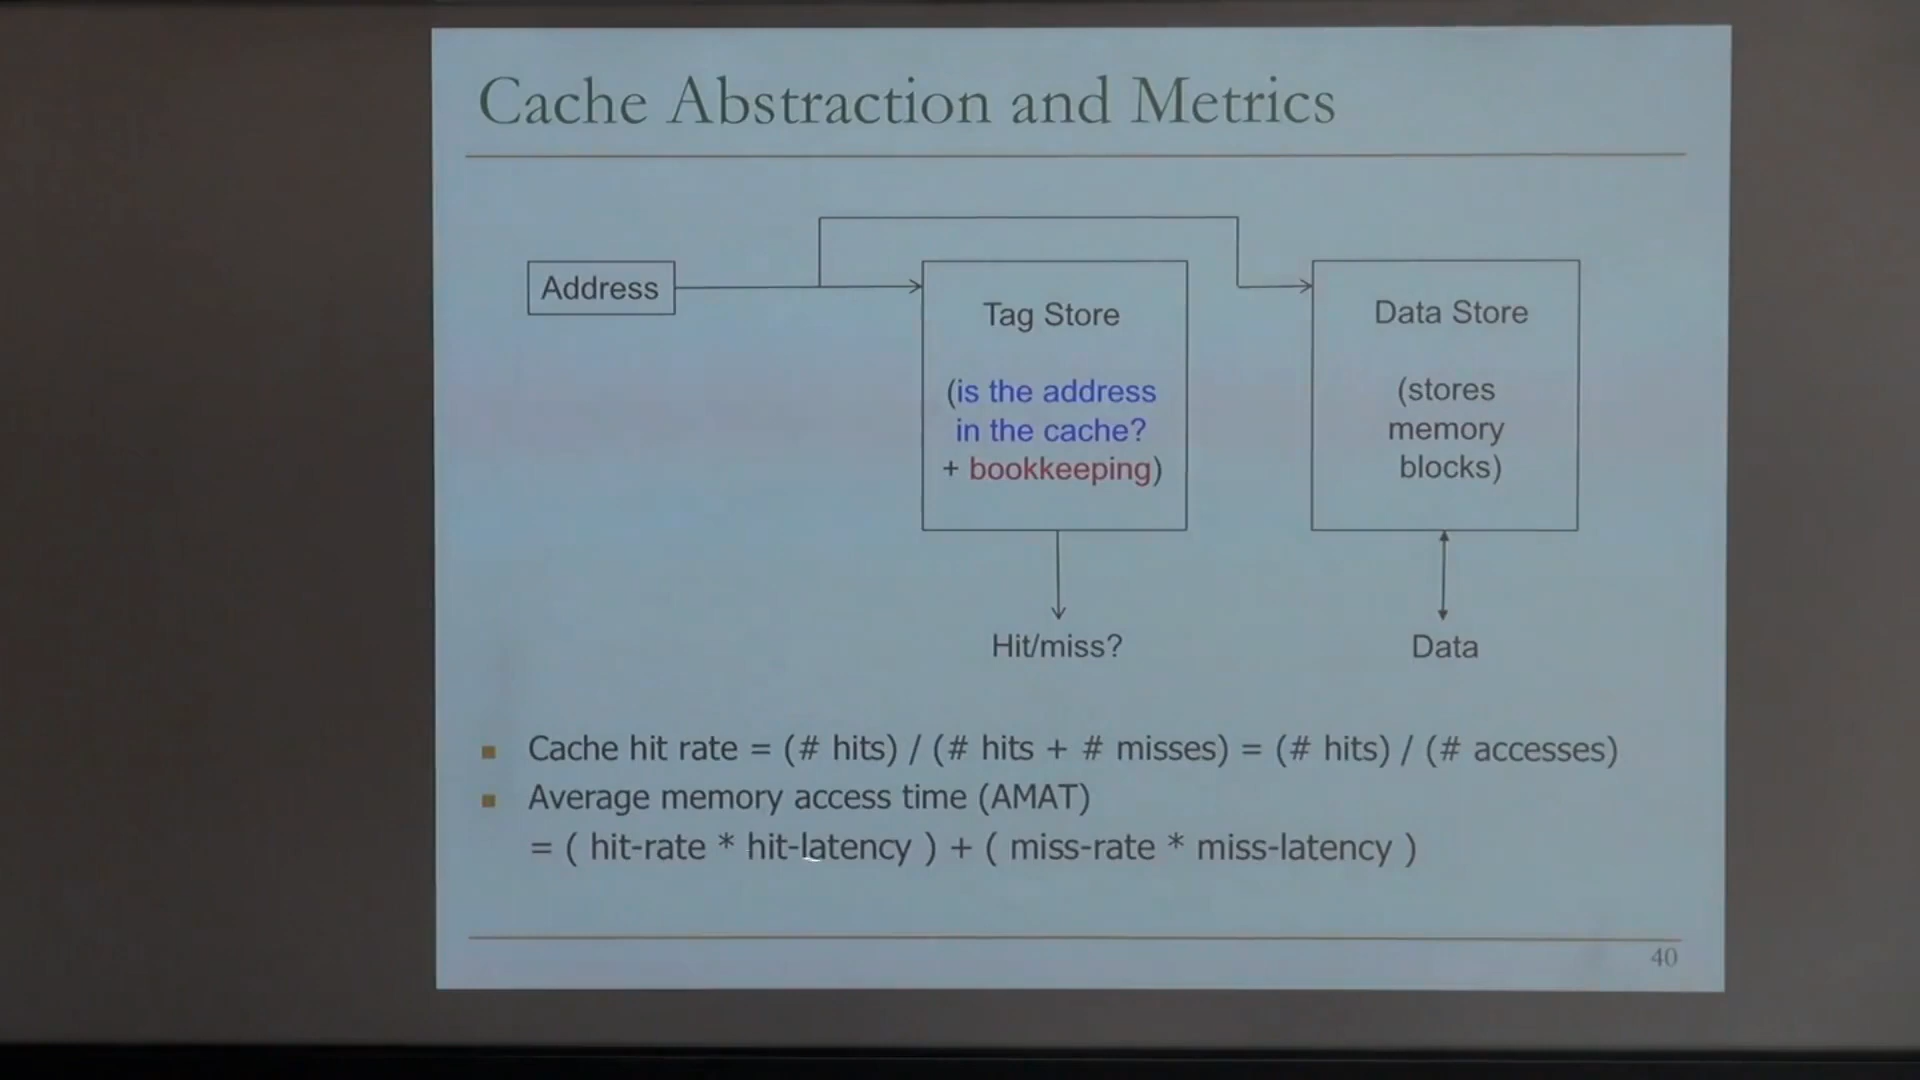 Cache Abstraction and Metrics
Address
Tag Store
(is the address
in the cache?
+ bookkeeping)
Data Store
(stores
memory
blocks)
Hit/miss?
Data
Cache hit rate = (# hits) / (# hits + # misses) = (# hits) / (# accesses)
Average memory access time (AMAT)
= ( hit-rate * hit-latency ) + ( miss-rate * miss-latency )
40